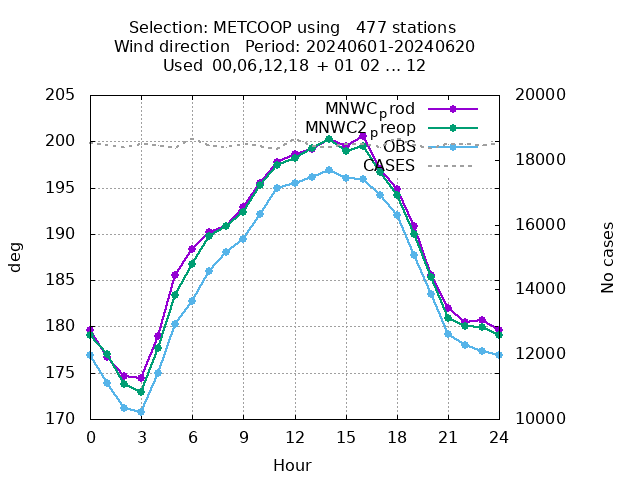 Selection: METCOOP using   477 stations
Wind direction   Period: 20240601-20240620
Used 00,06,12,18 + 01 02 ... 12
205 20000
MNWC_prod
MNWC2_preop
200 OBS
18000
CASES
195
190 16000
185
14000
180
12000
175
170 10000
0 3 6 9 12 15 18 21 24
Hour
deg
No cases